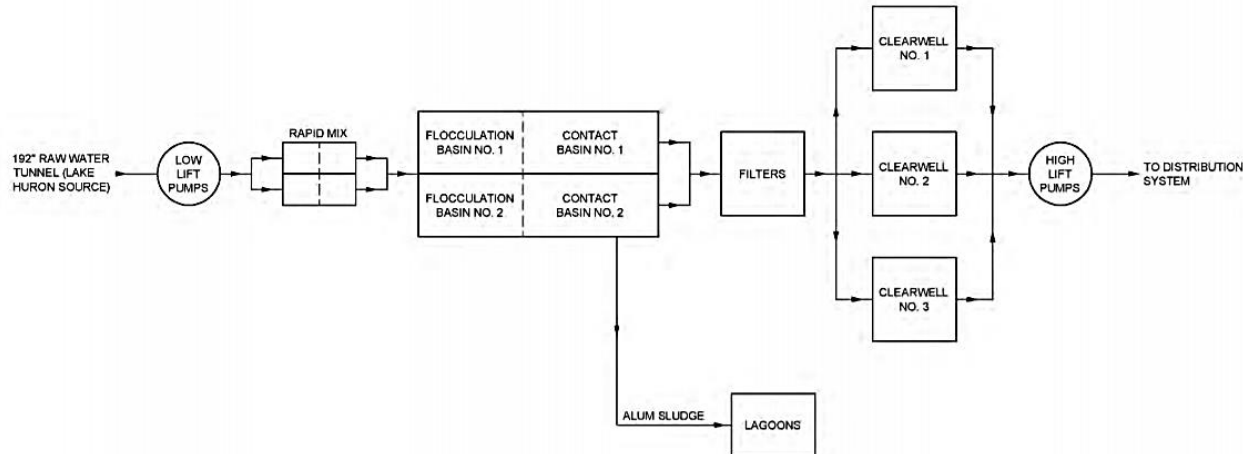 192" RAW WATER
TUNNEL (LAKE
HURON SOURCE)
LOW
LIFT
PUMPS
RAPID MIX
FLOCCULATION
BASIN NO. 1
CONTACT
BASIN NO. 1
FLOCCULATION
BASIN NO. 2
CONTACT
BASIN NO. 2
FILTERS
CLEARWELL
NO. 1
CLEARWELL
NO. 2
CLEARWELL
NO. 3
HIGH
LIFT
PUMPS
TO DISTRIBUTION
SYSTEM
ALUM SLUDGE
LAGOONS